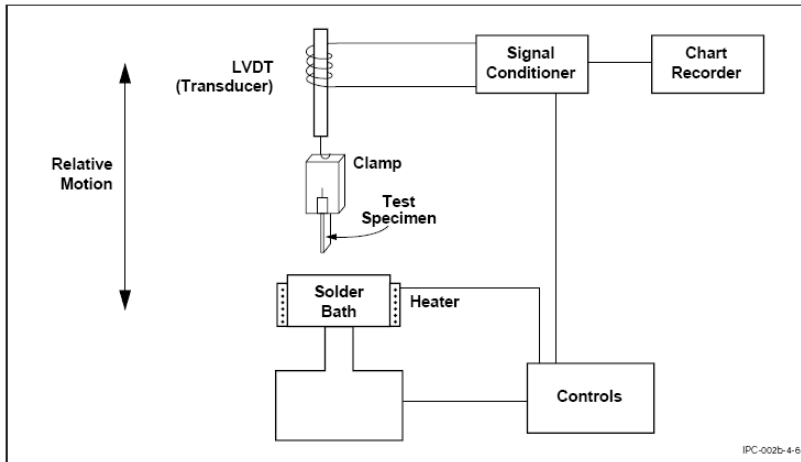 LVDT
(Transducer)
Signal
Conditioner
Chart
Recorder
Relative
Motion
Clamp
Test
Specimen
Solder
Bath
Heater
Controls
IPC-002b-4-6